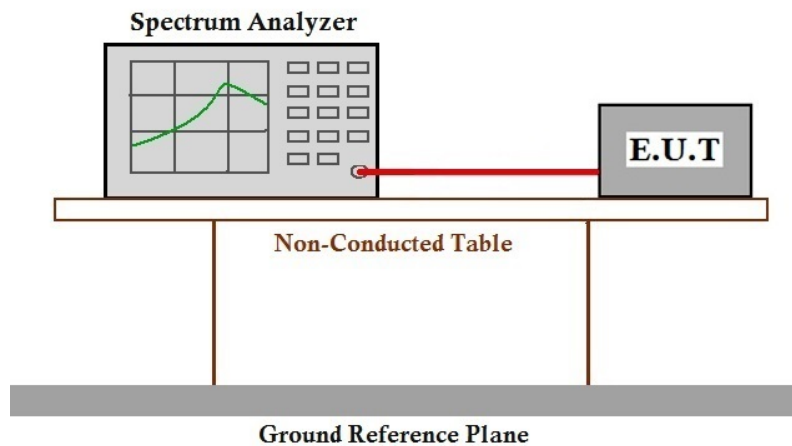 Spectrum Analyzer
E.U.T
Non-Conducted Table
Ground Reference Plane